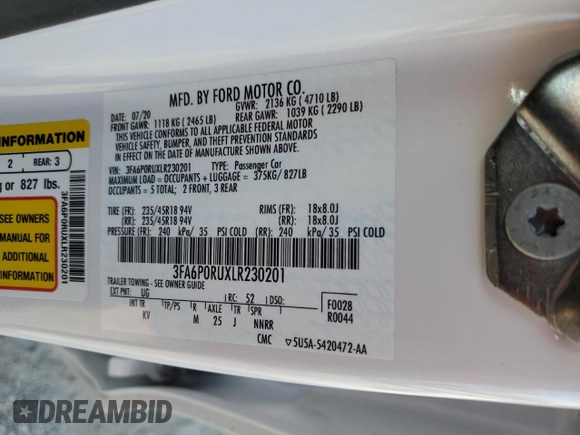 MFD. BY FORD MOTOR CO.
DATE: 07/20 GVWR: 2136 KG ( 4710 LB)
FRONT GAWR: 1118 KG ( 2465 LB) REAR GAWR: 1039 KG ( 2290 LB)
THIS VEHICLE CONFORMS TO ALL APPLICABLE FEDERAL MOTOR
VEHICLE SAFETY, BUMPER, AND THEFT PREVENTION STANDARDS
IN EFFECT ON THE DATE OF MANUFACTURE SHOWN ABOVE.
VIN: 3FA6P0RUXLR230201 TYPE: Passenger Car
MAXIMUM LOAD = OCCUPANTS + LUGGAGE = 375KG/ 827LB
OCCUPANTS = 5 TOTAL; 2 FRONT, 3 REAR
TIRE (FR): 235/45R18 94V RIMS (FR): 18x8.0J
(RR): 235/45R18 94V (RR): 18x8.0J
PRESSURE (FR): 240 kPa/ 35 PSI COLD (RR): 240 kPa/ 35 PSI COLD
3FA6P0RUXLR230201
TRAILER TOWING - SEE OWNER GUIDE
EXT PNT: UG RC: 52 DSO:
INT TR TP/PS R AXLE TR SPR
KV M 25 J NNRR
F0028
R0044
CMC 5U5A-5420472-AA
INFORMATION
2 REAR: 3
g or 827 lbs.
SEE OWNERS
MANUAL FOR
ADDITIONAL
INFORMATION
3FA6P0RUXLR230201
DREAMBID